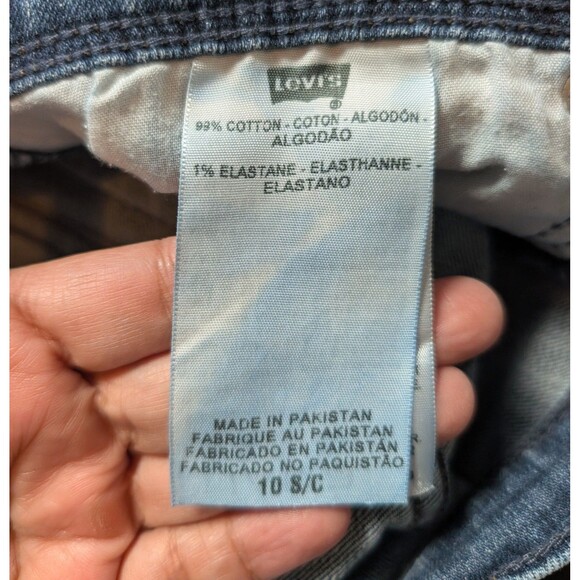 Levi's
®
99% COTTON - COTON - ALGODÓN -
ALGODÃO
1% ELASTANE - ELASTHANNE -
ELASTANO
MADE IN PAKISTAN
FABRIQUE AU PAKISTAN
FABRICADO EN PAKISTÁN
FABRICADO NO PAQUISTÃO
10 S/C